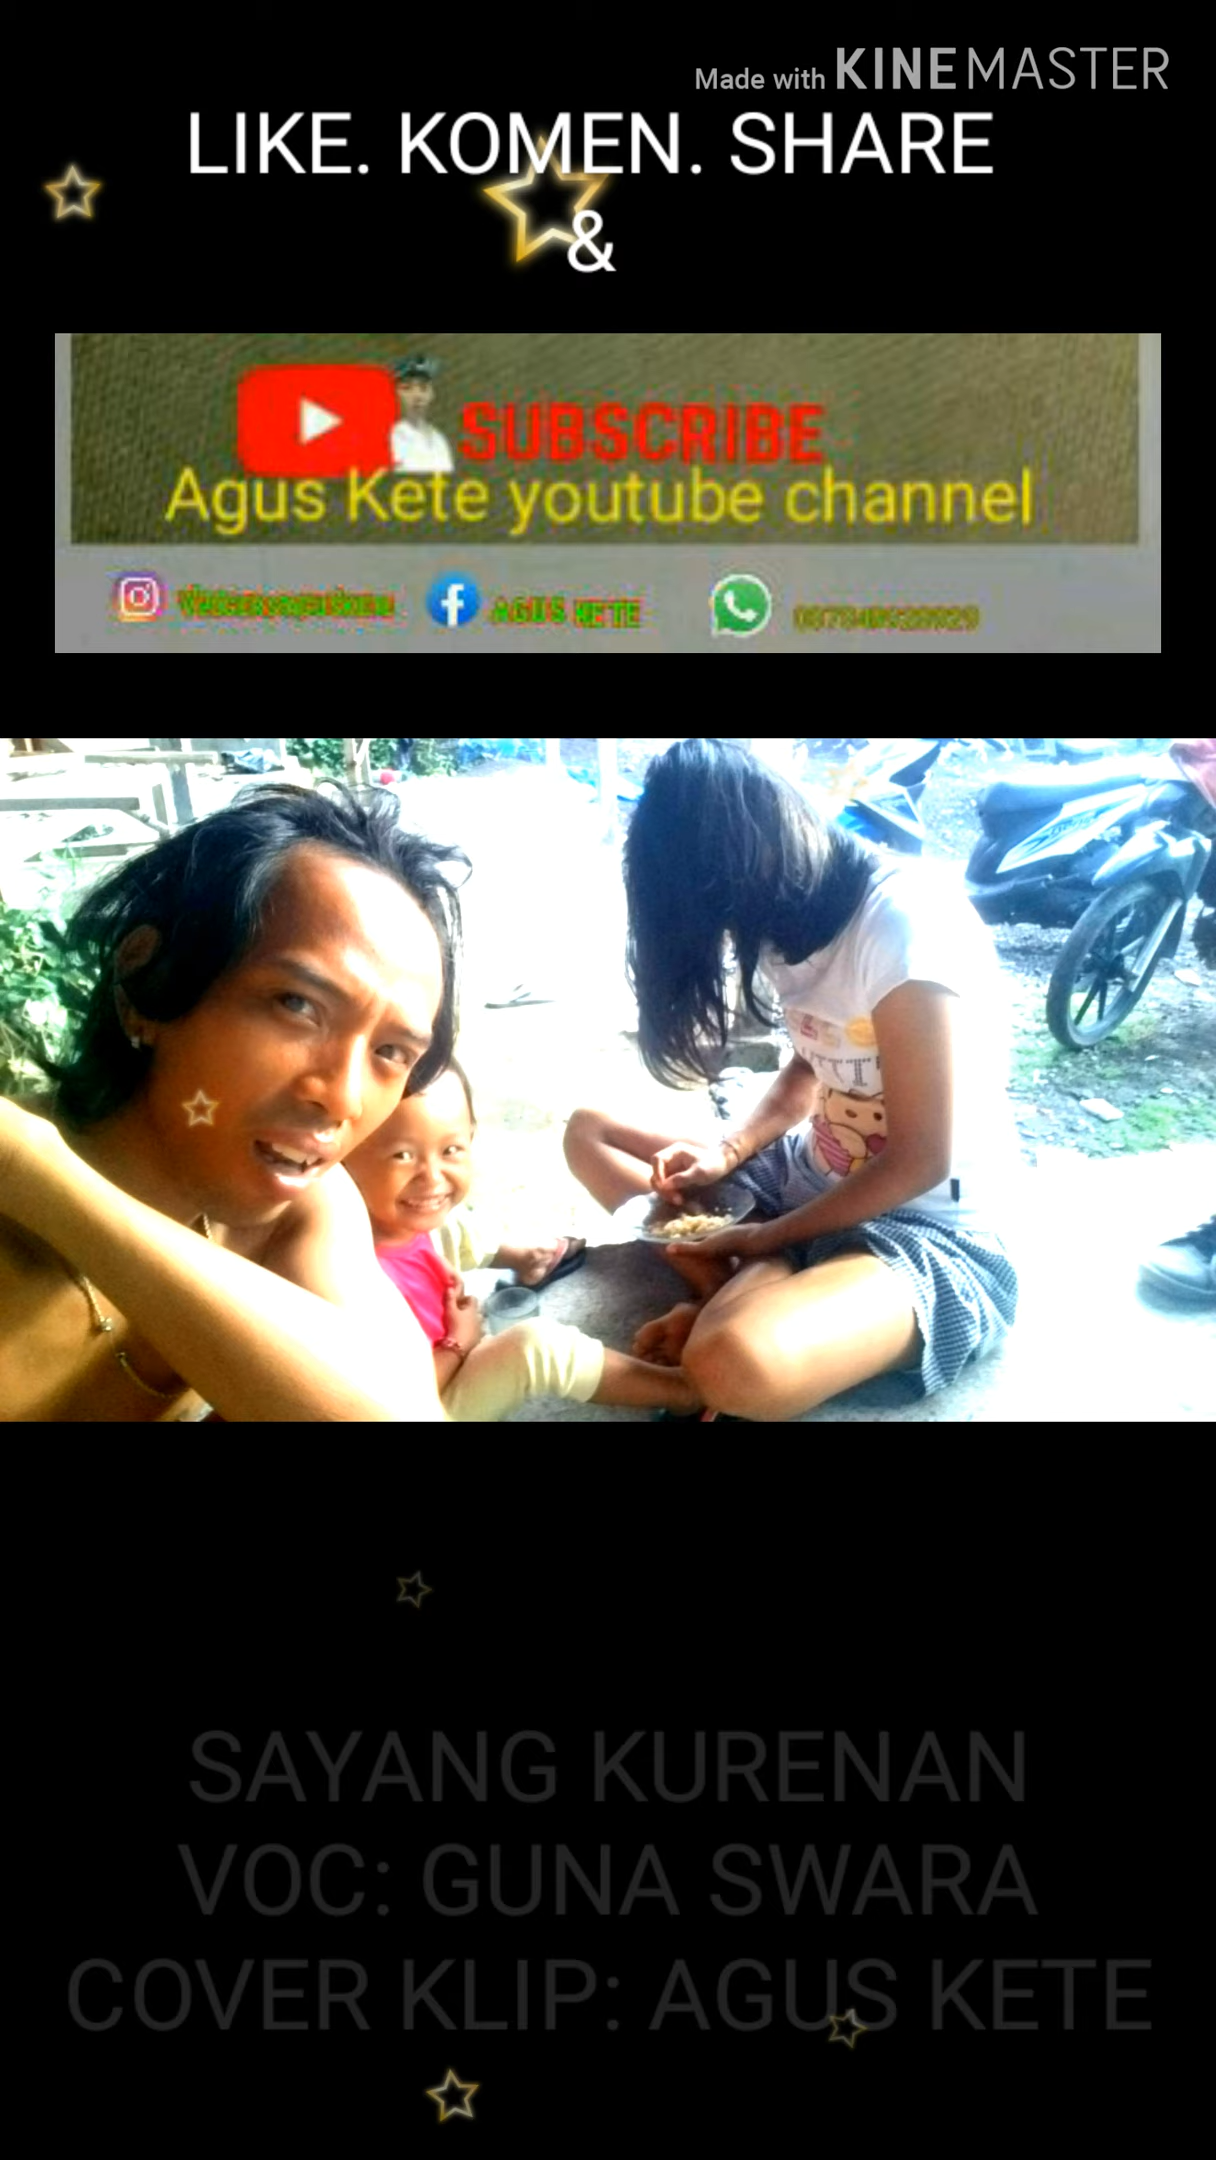 Made with KINEMASTER
LIKE. KOMEN. SHARE
&
SUBSCRIBE
Agus Kete youtube channel
AGUS KETE
SAYANG KURENAN
VOC: GUNA SWARA
COVER KLIP: AGUS KETE